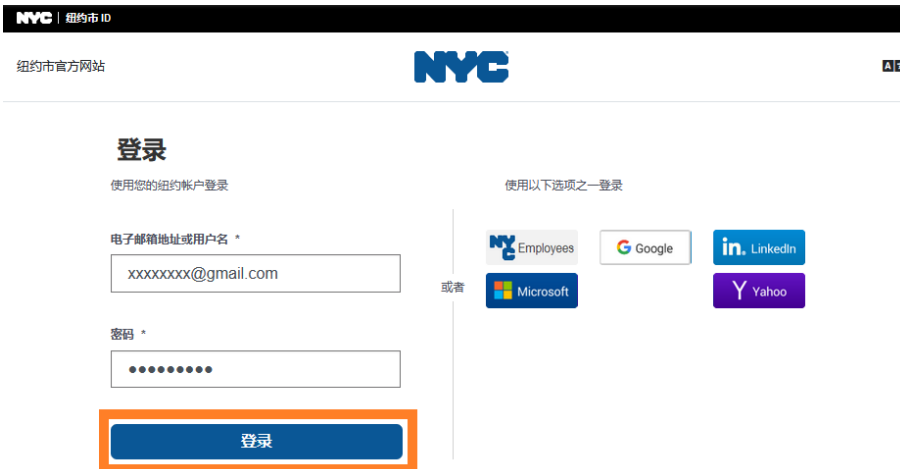 NYC | 纽约市 ID
纽约市官方网站
NYC
登录
使用您的纽约帐户登录
电子邮箱地址或用户名 *
xxxxxxxx@gmail.com
密码 *
登录
或者
使用以下选项之一登录
NYC Employees
Google
in. LinkedIn
Microsoft
Y Yahoo